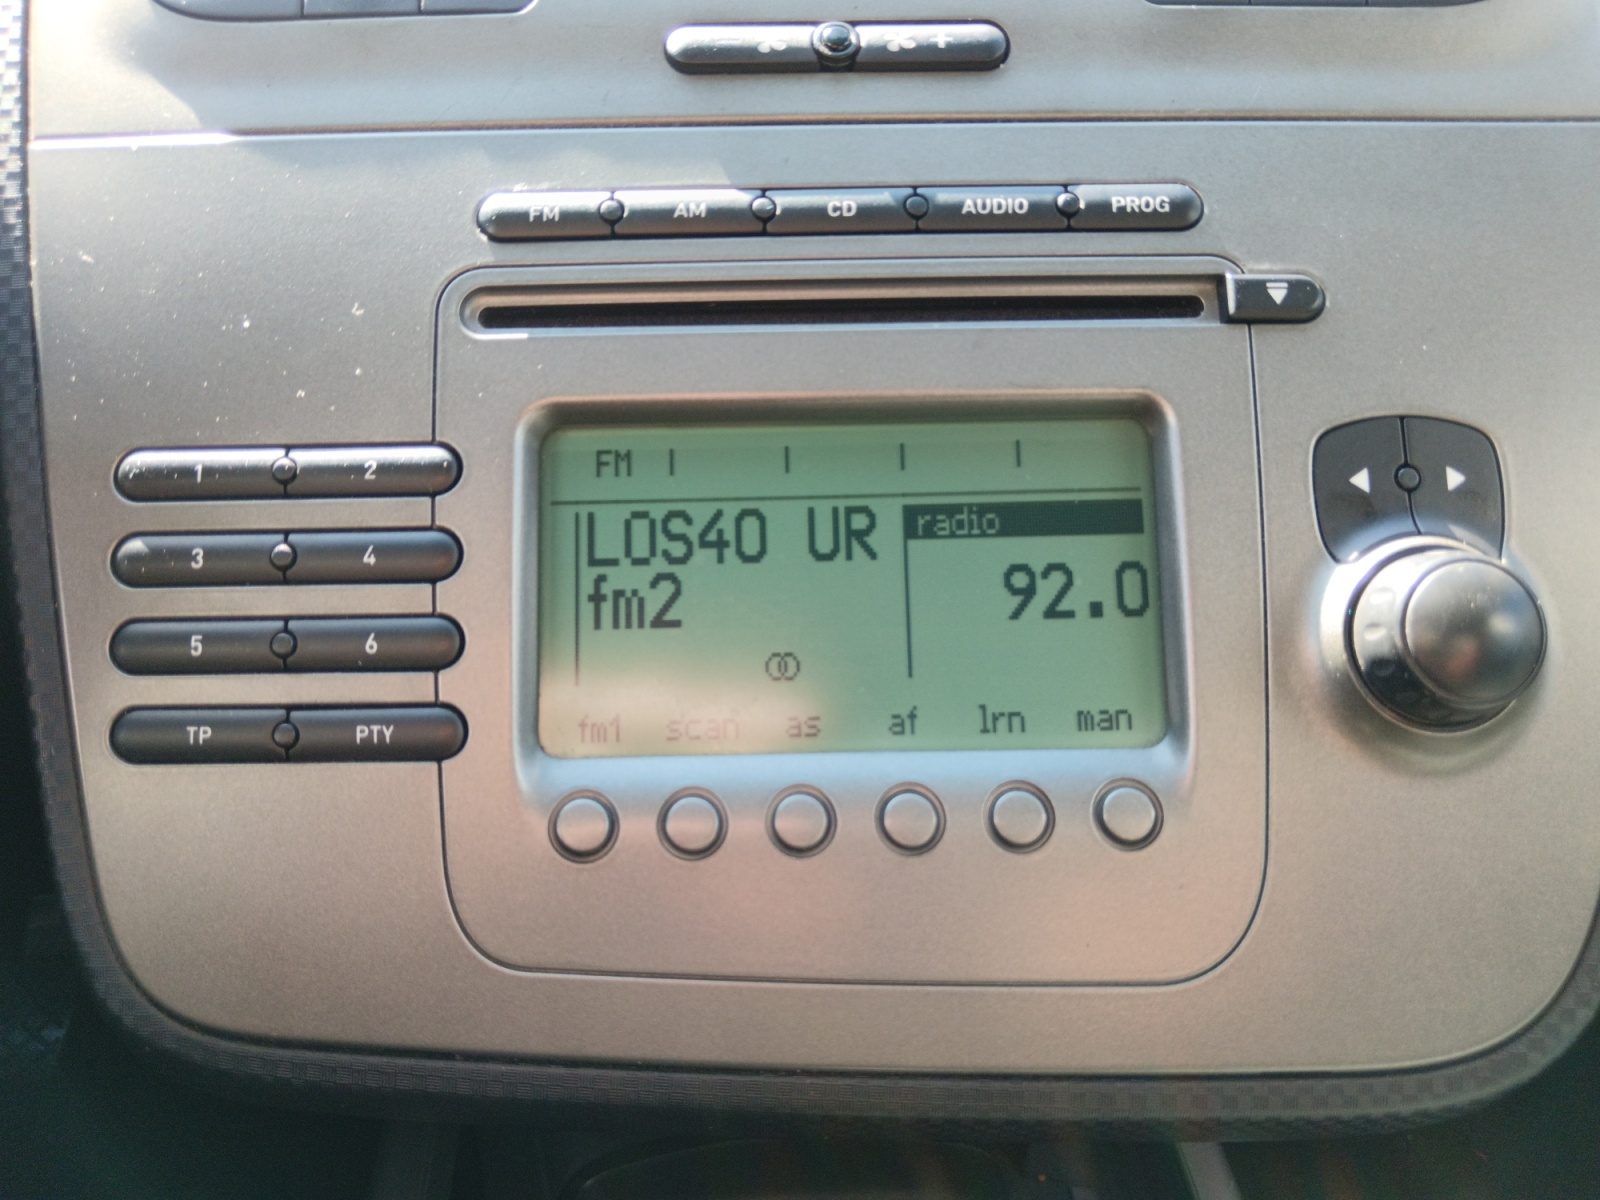 - +
FM AM CD AUDIO PROG
1 2
3 4
5 6
TP PTY
FM
LOS40 UR
fm2
radio
92.0
fm1 scan as af lrn man